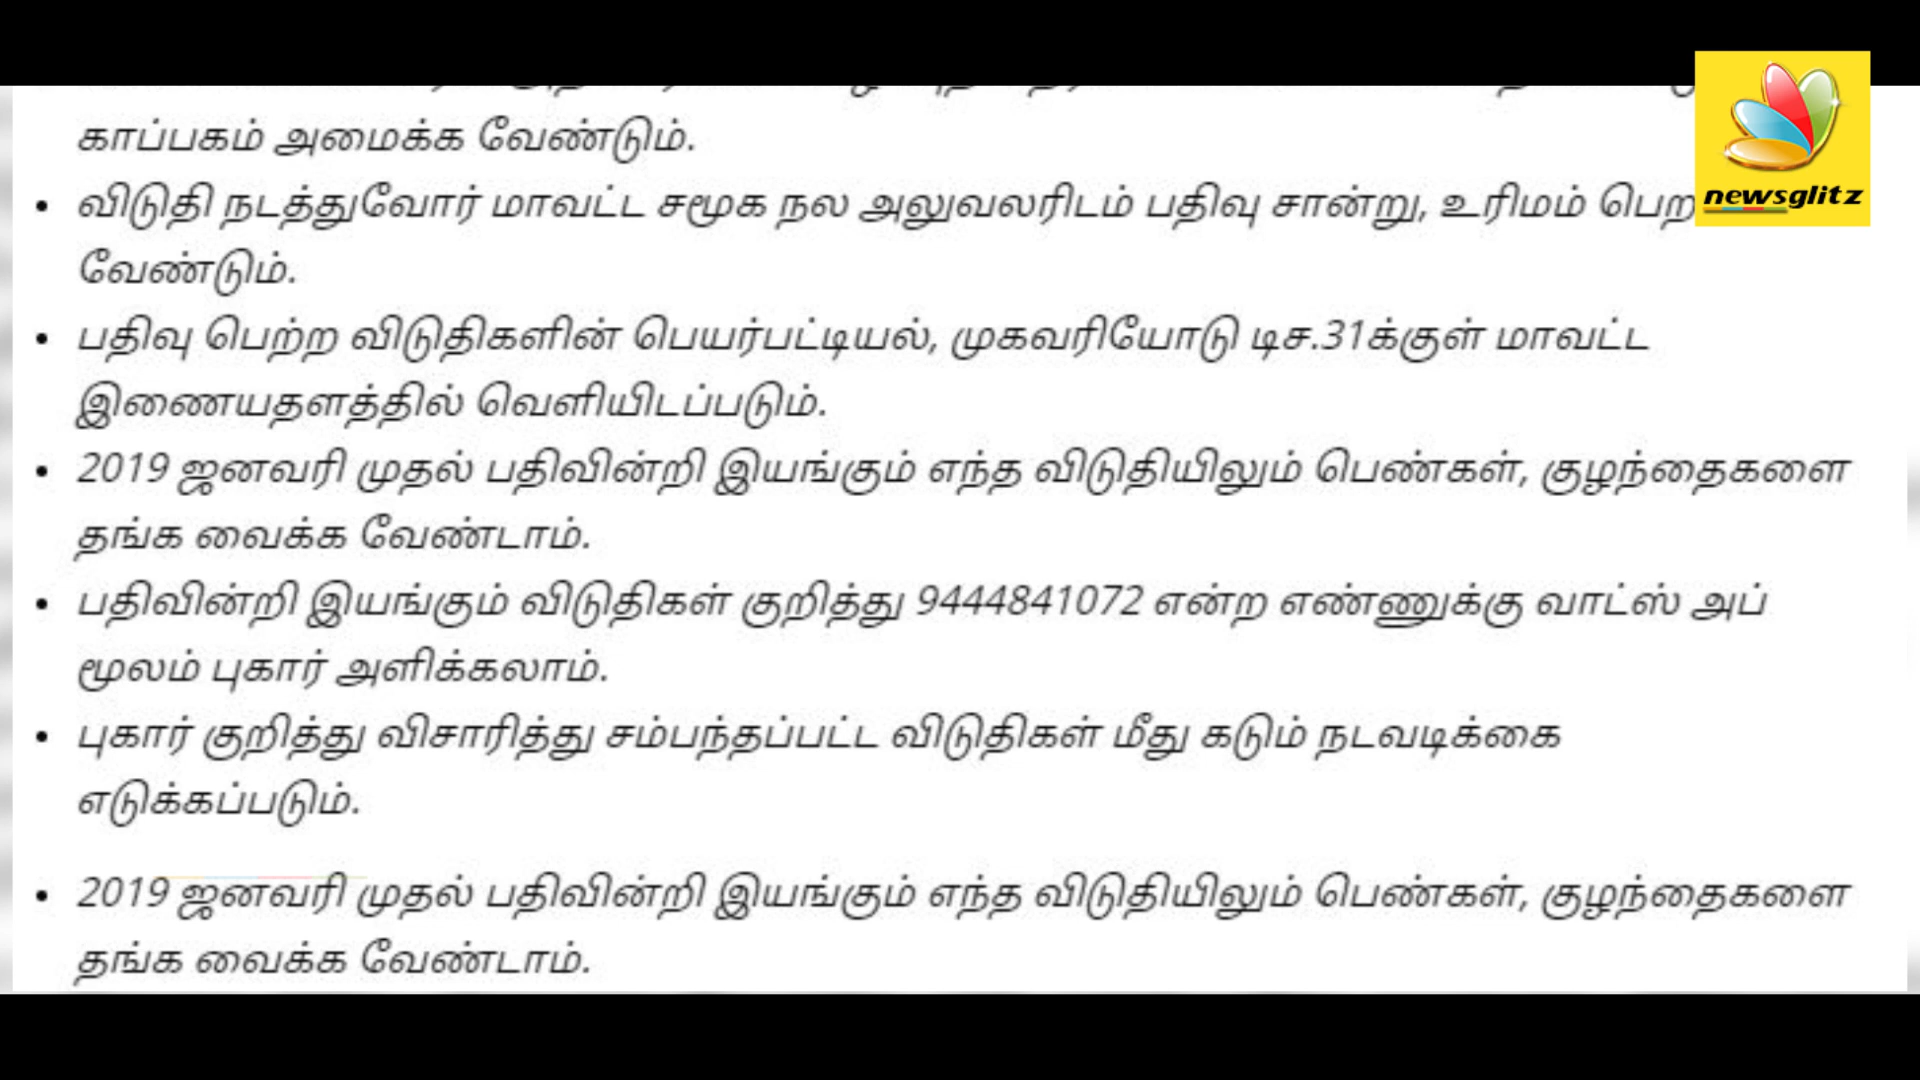 காப்பகம் அமைக்க வேண்டும்.
• விடுதி நடத்துவோர் மாவட்ட சமூக நல அலுவலரிடம் பதிவு சான்று, உரிமம் பெற
வேண்டும்.
• பதிவு பெற்ற விடுதிகளின் பெயர்பட்டியல், முகவரியோடு டிச.31க்குள் மாவட்ட
இணையதளத்தில் வெளியிடப்படும்.
• 2019 ஜனவரி முதல் பதிவின்றி இயங்கும் எந்த விடுதியிலும் பெண்கள், குழந்தைகளை
தங்க வைக்க வேண்டாம்.
• பதிவின்றி இயங்கும் விடுதிகள் குறித்து 9444841072 என்ற எண்ணுக்கு வாட்ஸ் அப்
மூலம் புகார் அளிக்கலாம்.
• புகார் குறித்து விசாரித்து சம்பந்தப்பட்ட விடுதிகள் மீது கடும் நடவடிக்கை
எடுக்கப்படும்.
• 2019 ஜனவரி முதல் பதிவின்றி இயங்கும் எந்த விடுதியிலும் பெண்கள், குழந்தைகளை
தங்க வைக்க வேண்டாம்.
newsglitz